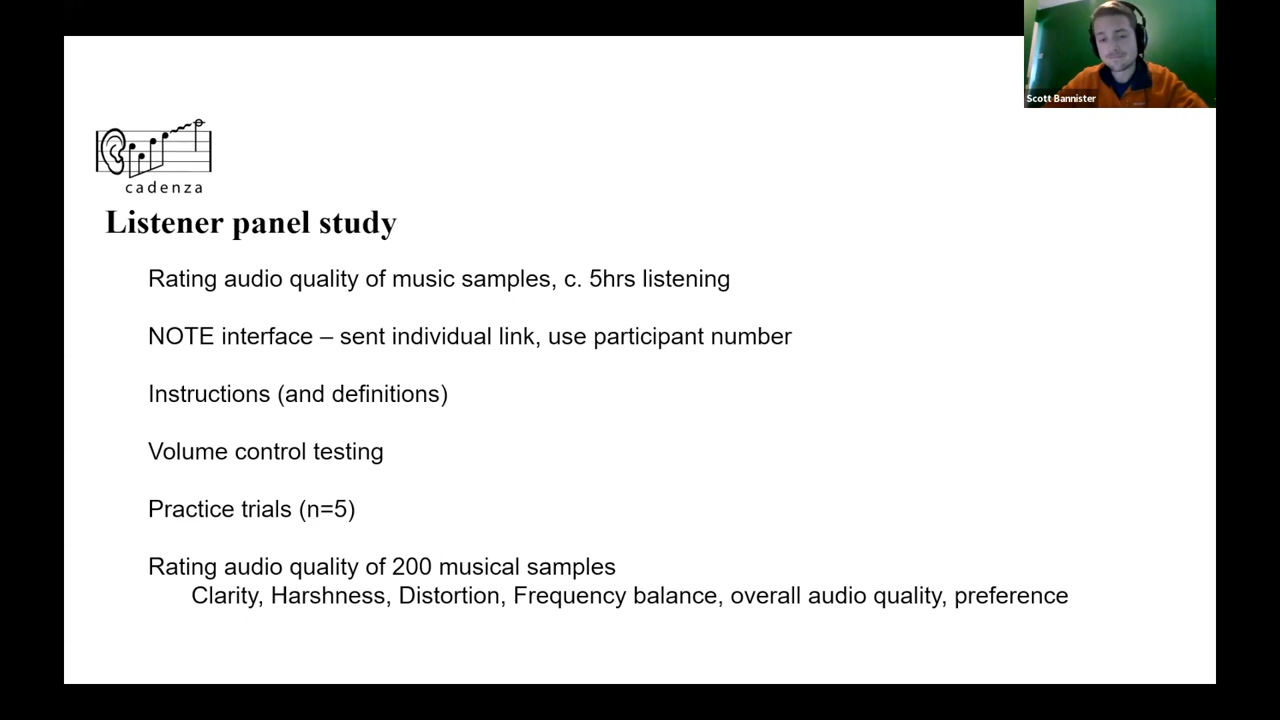 Scott Bannister
cadenza
Listener panel study
Rating audio quality of music samples, c. 5hrs listening
NOTE interface – sent individual link, use participant number
Instructions (and definitions)
Volume control testing
Practice trials (n=5)
Rating audio quality of 200 musical samples
Clarity, Harshness, Distortion, Frequency balance, overall audio quality, preference